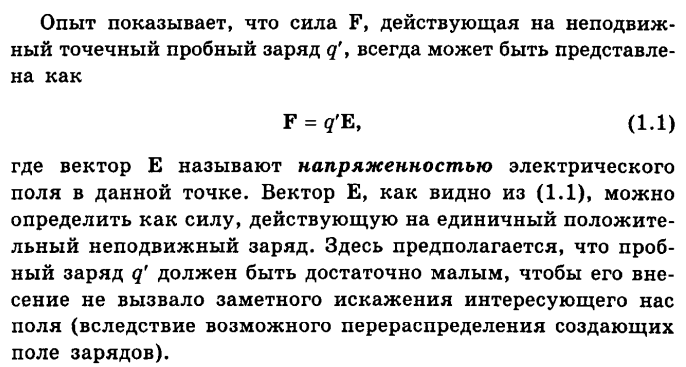 Опыт показывает, что сила F, действующая на неподвиж-
ный точечный пробный заряд q′, всегда может быть представле-
на как
F = q′E, (1.1)
где вектор E называют напряженностью электрического
поля в данной точке. Вектор E, как видно из (1.1), можно
определить как силу, действующую на единичный положите-
льный неподвижный заряд. Здесь предполагается, что проб-
ный заряд q′ должен быть достаточно малым, чтобы его вне-
сение не вызвало заметного искажения интересующего нас
поля (вследствие возможного перераспределения создающих
поле зарядов).